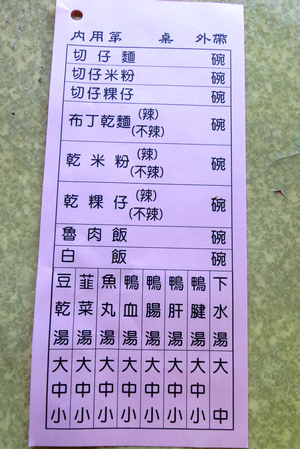 內用第 桌 外帶
切仔麵 碗
切仔米粉 碗
切仔粿仔 碗
布丁乾麵(辣)(不辣) 碗
乾米粉(辣)(不辣) 碗
乾粿仔(辣)(不辣) 碗
魯肉飯 碗
白飯 碗
豆乾湯 大中小
韮菜湯 大中小
魚丸湯 大中小
鴨血湯 大中小
鴨腸湯 大中小
鴨肝湯 大中小
鴨腱湯 大中小
下水湯 大中